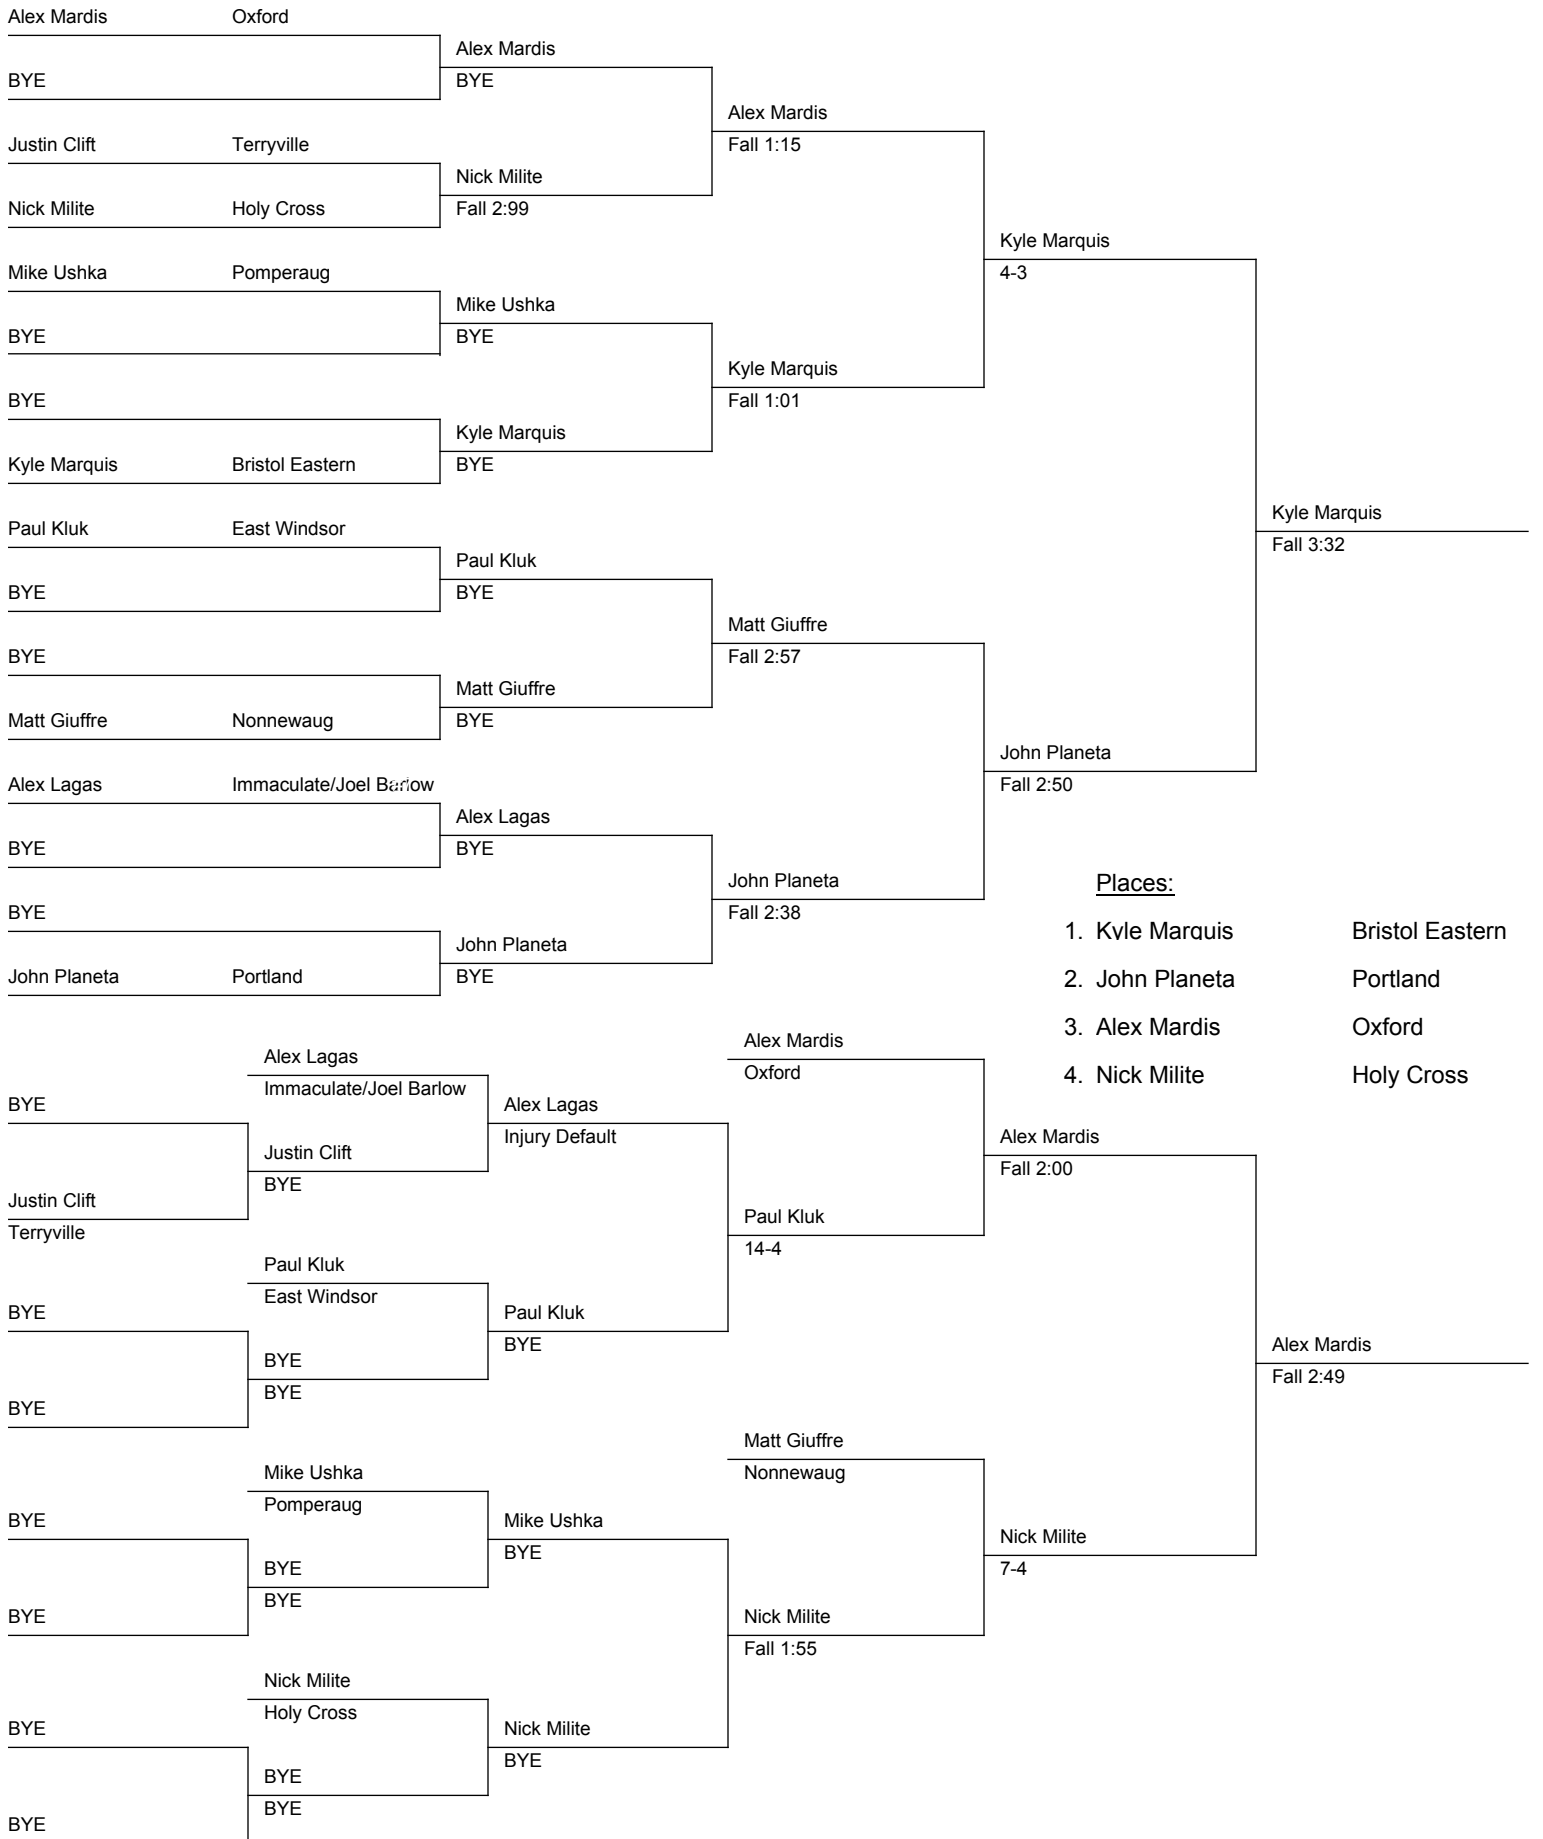 Alex Mardis Oxford
Alex Mardis
BYE BYE
Alex Mardis
Justin Clift Terryville Fall 1:15
Nick Milite
Nick Milite Holy Cross Fall 2:99
Kyle Marquis
Mike Ushka Pomperaug 4-3
Mike Ushka
BYE BYE
Kyle Marquis
BYE Fall 1:01
Kyle Marquis
Kyle Marquis Bristol Eastern BYE
Kyle Marquis
Paul Kluk East Windsor
Fall 3:32
Paul Kluk
BYE BYE
Matt Giuffre
BYE Fall 2:57
Matt Giuffre
Matt Giuffre Nonnewaug BYE
John Planeta
Alex Lagas Immaculate/Joel Barlow Fall 2:50
Alex Lagas
BYE BYE
John Planeta Places:
BYE Fall 2:38
1. Kyle Marquis Bristol Eastern
John Planeta
John Planeta Portland BYE 2. John Planeta Portland
3. Alex Mardis Oxford
Alex Mardis
Alex Lagas
Oxford 4. Nick Milite Holy Cross
Immaculate/Joel Barlow
BYE Alex Lagas
Injury Default Alex Mardis
Justin Clift
Fall 2:00
BYE
Justin Clift
Paul Kluk
Terryville
14-4
Paul Kluk
East Windsor
BYE Paul Kluk
BYE Alex Mardis
BYE
Fall 2:49
BYE
BYE
Matt Giuffre
Mike Ushka Nonnewaug
Pomperaug
BYE Mike Ushka
Nick Milite
BYE
BYE 7-4
BYE
BYE Nick Milite
Fall 1:55
Nick Milite
Holy Cross
BYE Nick Milite
BYE
BYE
BYE
BYE